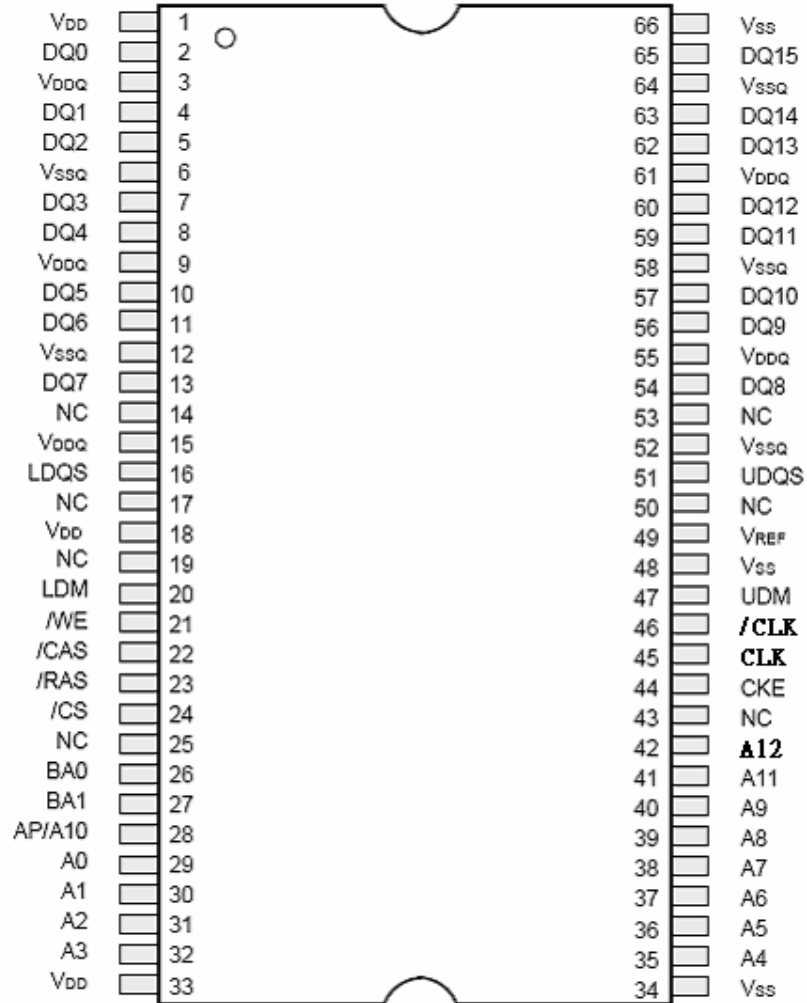 VDD 1 66 VSS
DQ0 2 65 DQ15
VDDQ 3 64 VSSQ
DQ1 4 63 DQ14
DQ2 5 62 DQ13
VSSQ 6 61 VDDQ
DQ3 7 60 DQ12
DQ4 8 59 DQ11
VDDQ 9 58 VSSQ
DQ5 10 57 DQ10
DQ6 11 56 DQ9
VSSQ 12 55 VDDQ
DQ7 13 54 DQ8
NC 14 53 NC
VDDQ 15 52 VSSQ
LDQS 16 51 UDQS
NC 17 50 NC
VDD 18 49 VREF
NC 19 48 VSS
LDM 20 47 UDM
/WE 21 46 /CLK
/CAS 22 45 CLK
/RAS 23 44 CKE
/CS 24 43 NC
NC 25 42 A12
BA0 26 41 A11
BA1 27 40 A9
AP/A10 28 39 A8
A0 29 38 A7
A1 30 37 A6
A2 31 36 A5
A3 32 35 A4
VDD 33 34 VSS